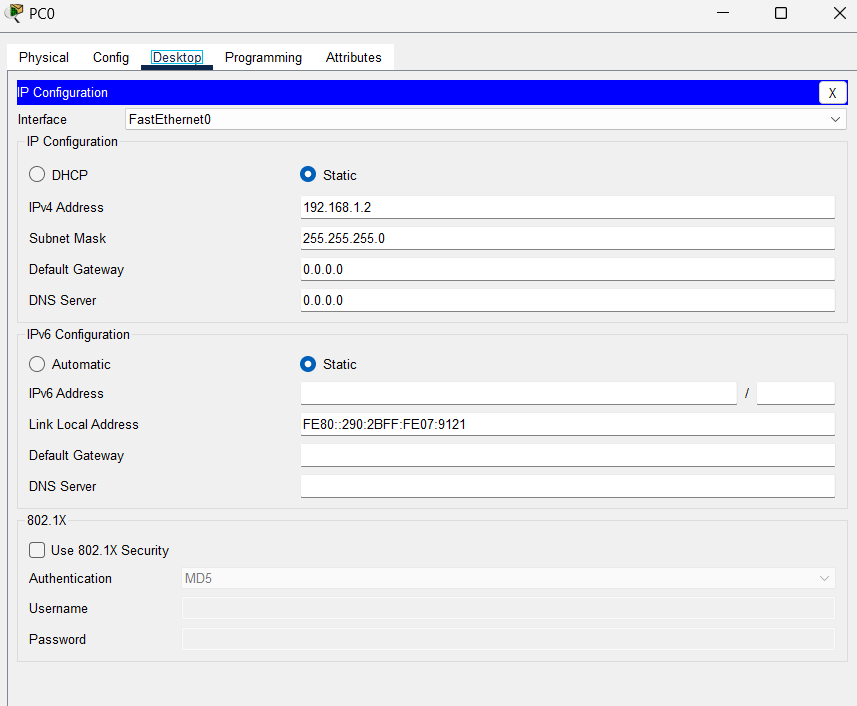 PC0
Physical Config Desktop Programming Attributes
IP Configuration X
Interface FastEthernet0
IP Configuration
DHCP Static
IPv4 Address 192.168.1.2
Subnet Mask 255.255.255.0
Default Gateway 0.0.0.0
DNS Server 0.0.0.0
IPv6 Configuration
Automatic Static
IPv6 Address /
Link Local Address FE80::290:2BFF:FE07:9121
Default Gateway
DNS Server
802.1X
Use 802.1X Security
Authentication MD5
Username
Password